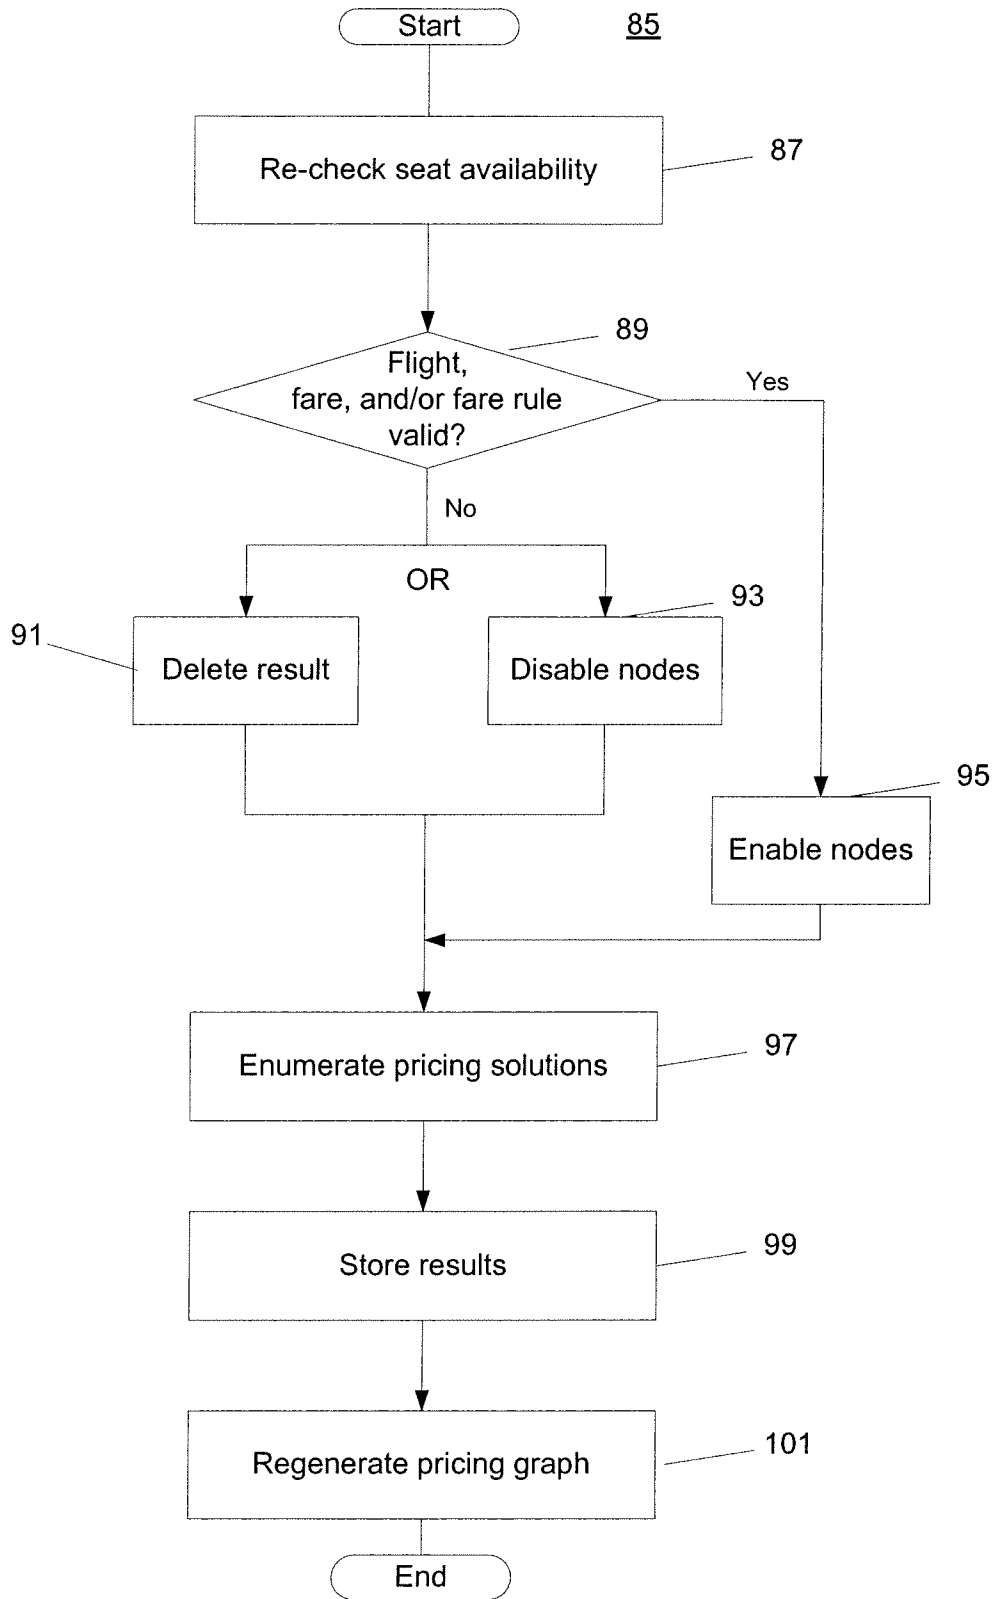 Start
85
Re-check seat availability
87
89
Flight,
fare, and/or fare rule
valid?
Yes
No
OR
93
91
Delete result
Disable nodes
95
Enable nodes
Enumerate pricing solutions
97
Store results
99
Regenerate pricing graph
101
End